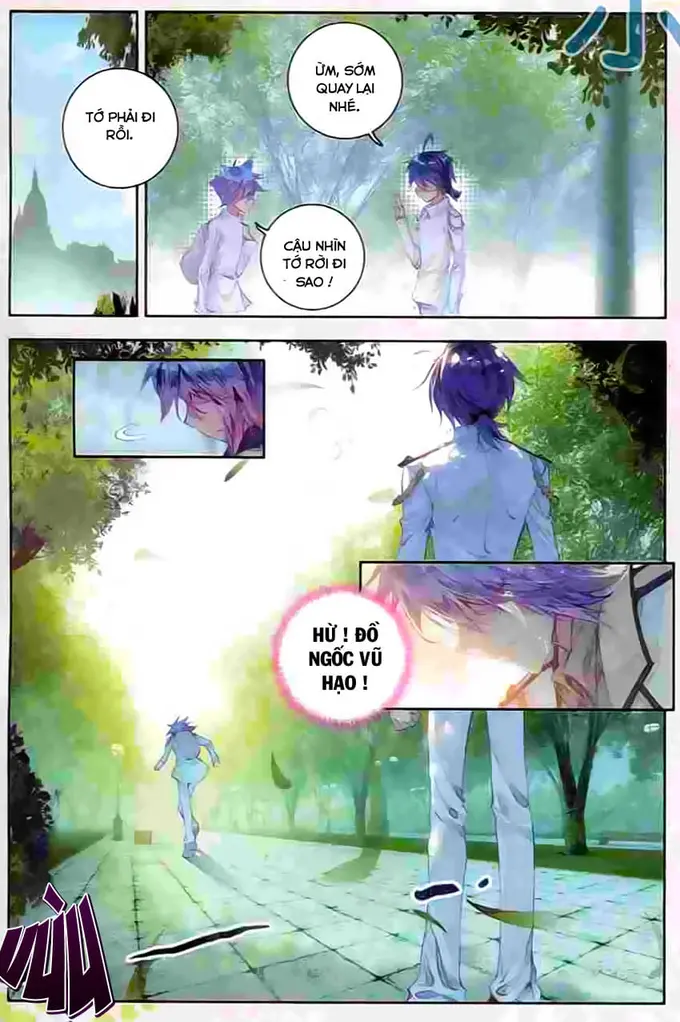 TỚ PHẢI ĐI
RỒI.
ỪM, SỚM
QUAY LẠI
NHÉ.
CẬU NHÌN
TỚ RỜI ĐI
SAO !
HỪ ! ĐỒ
NGỐC VŨ
HẠO !
VÙÙ